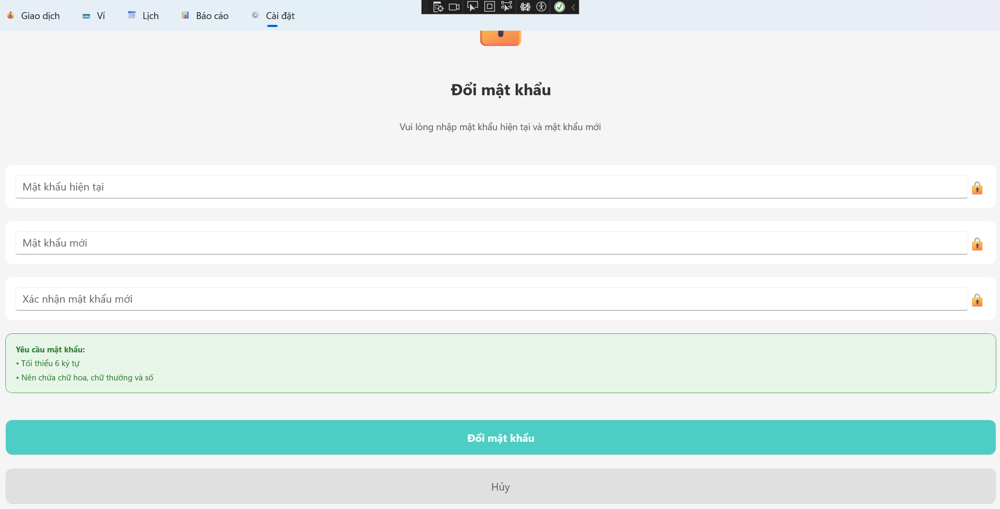 Giao dịch
Ví
Lịch
Báo cáo
Cài đặt
Đổi mật khẩu
Vui lòng nhập mật khẩu hiện tại và mật khẩu mới
Mật khẩu hiện tại
Mật khẩu mới
Xác nhận mật khẩu mới
Yêu cầu mật khẩu:
• Tối thiểu 6 ký tự
• Nên chứa chữ hoa, chữ thường và số
Đổi mật khẩu
Hủy